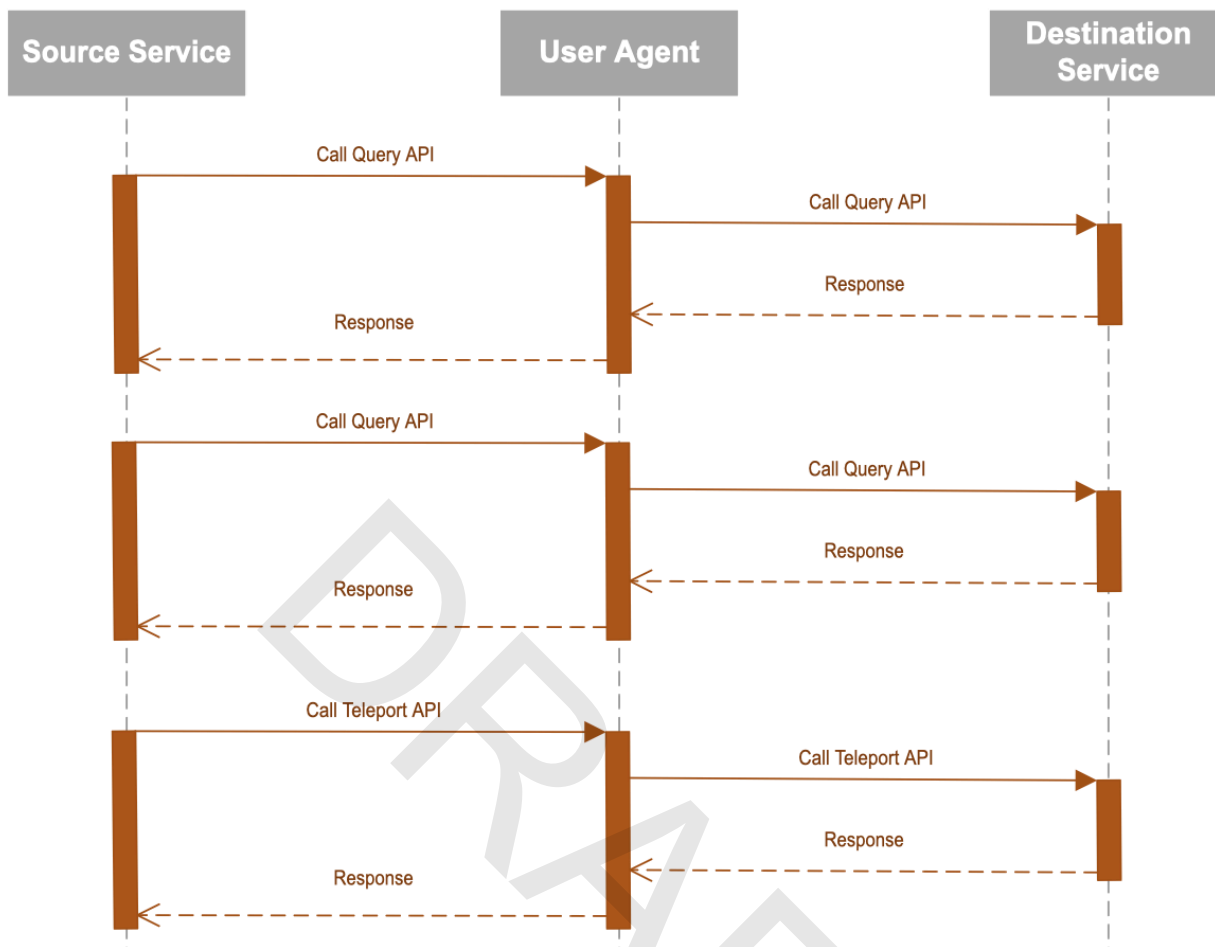 Source Service
User Agent
Destination
Service
Call Query API
Call Query API
Response
Response
Call Query API
Call Query API
Response
Response
Call Teleport API
Call Teleport API
Response
Response